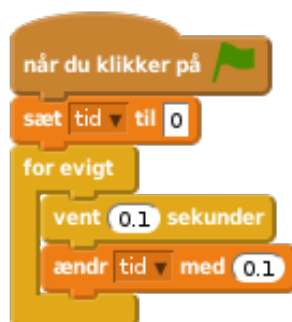 når du klikker på
sæt tid til 0
for evigt
vent 0.1 sekunder
ændr tid med 0.1